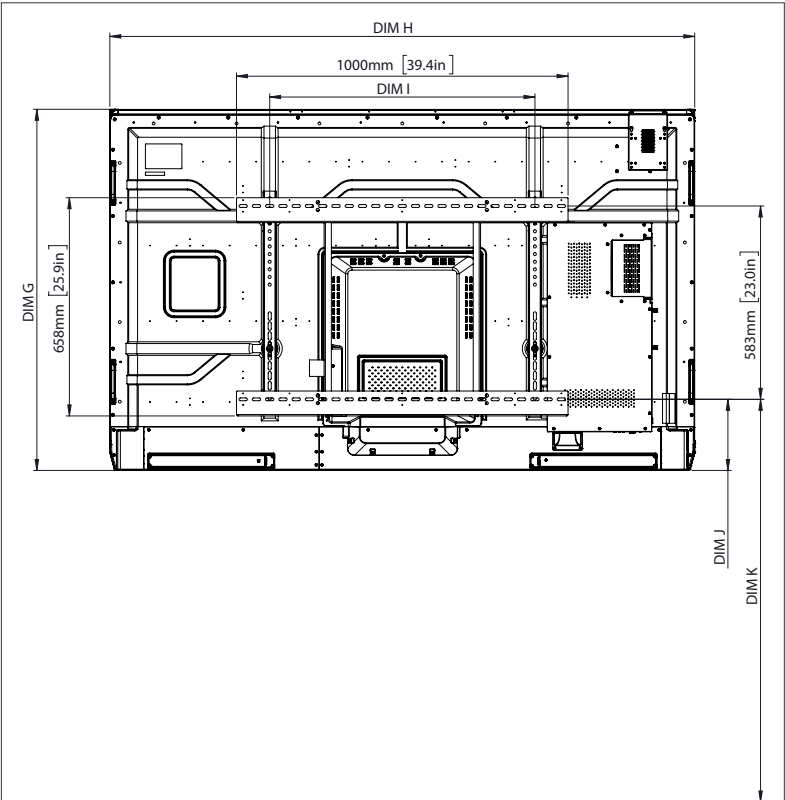 DIM H
1000mm [39.4in]
DIM I
DIM G
658mm [25.9in]
583mm [23.0in]
DIM J
DIM K